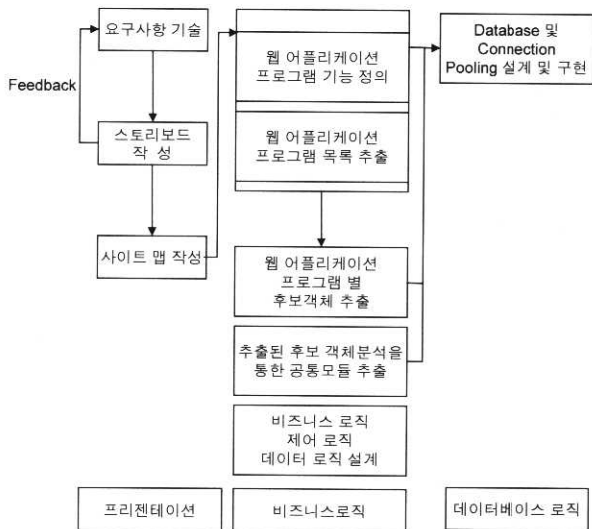 요구사항 기술
Feedback
스토리보드
작 성
사이트 맵 작성
웹 어플리케이션
프로그램 기능 정의
웹 어플리케이션
프로그램 목록 추출
웹 어플리케이션
프로그램 별
후보객체 추출
추출된 후보 객체분석을
통한 공통모듈 추출
비즈니스 로직
제어 로직
데이터 로직 설계
Database 및
Connection
Pooling 설계 및 구현
프리젠테이션
비즈니스로직
데이터베이스 로직